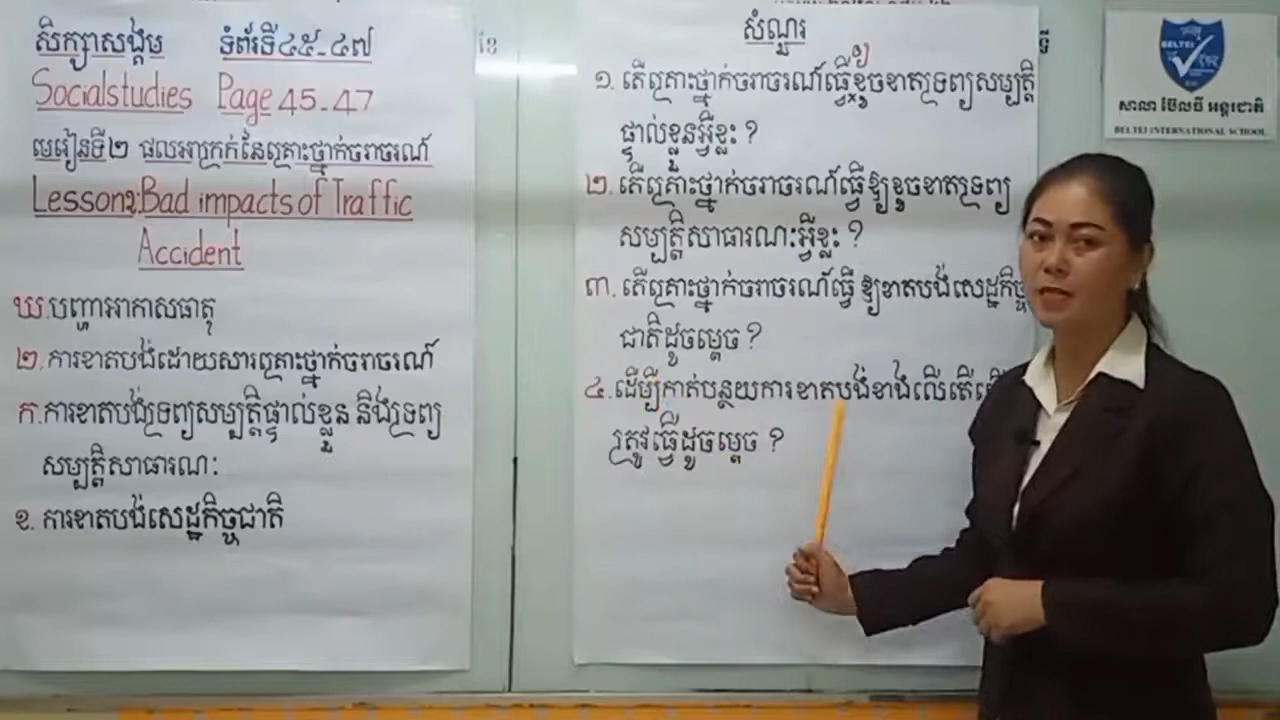 សិក្សាសង្គម ទំព័រទី៤៥-៤៧
Socialstudies Page 45-47
មេរៀនទី២ ផលអាក្រក់នៃគ្រោះថ្នាក់ចរាចរណ៍
Lesson២:Bad impacts of Traffic
Accident
ឃ.បញ្ហាអាកាសធាតុ
២.ការខាតបង់ដោយសារគ្រោះថ្នាក់ចរាចរណ៍
ក.ការខាតបង់ទ្រព្យសម្បត្តិផ្ទាល់ខ្លួន និងទ្រព្យ
សម្បត្តិសាធារណៈ
ខ. ការខាតបង់សេដ្ឋកិច្ចជាតិ
សំណួរ
១. តើគ្រោះថ្នាក់ចរាចរណ៍ធ្វើឱ្យខូចខាតទ្រព្យសម្បត្តិ
ផ្ទាល់ខ្លួនអ្វីខ្លះ ?
២. តើគ្រោះថ្នាក់ចរាចរណ៍ធ្វើឱ្យខូចខាតទ្រព្យ
សម្បត្តិសាធារណៈអ្វីខ្លះ ?
៣. តើគ្រោះថ្នាក់ចរាចរណ៍ធ្វើឱ្យខាតបង់សេដ្ឋកិច្ច
ជាតិដូចម្ដេច ?
៤. ដើម្បីកាត់បន្ថយការខាតបង់ខាងលើតើ
ត្រូវធ្វើដូចម្ដេច ?
BELTEI
សាលា ប៊ែលធី អន្តរជាតិ
BELTEI INTERNATIONAL SCHOOL